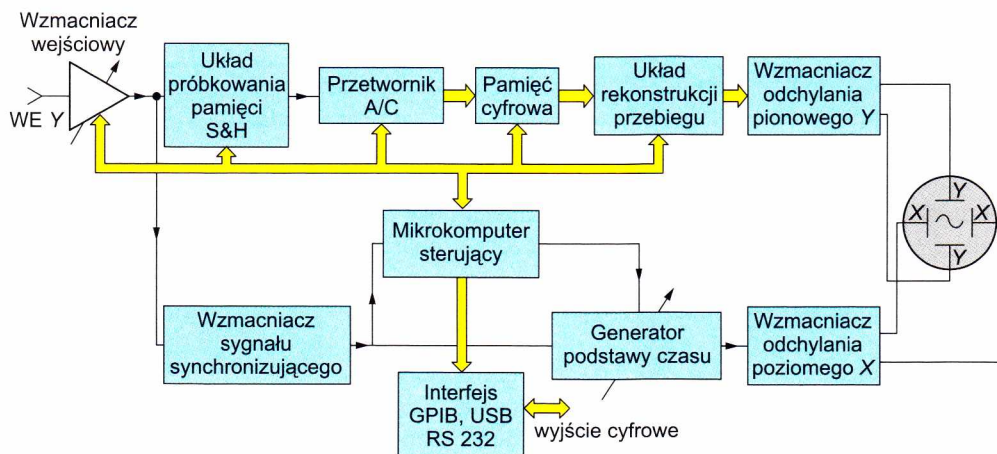 Wzmacniacz
wejściowy
WE Y
Układ
próbkowania
pamięci
S&H
Przetwornik
A/C
Pamięć
cyfrowa
Układ
rekonstrukcji
przebiegu
Wzmacniacz
odchylania
pionowego Y
Y
X
X
Y
Mikrokomputer
sterujący
Wzmacniacz
sygnału
synchronizującego
Generator
podstawy czasu
Wzmacniacz
odchylania
poziomego X
Interfejs
GPIB, USB
RS 232
wyjście cyfrowe